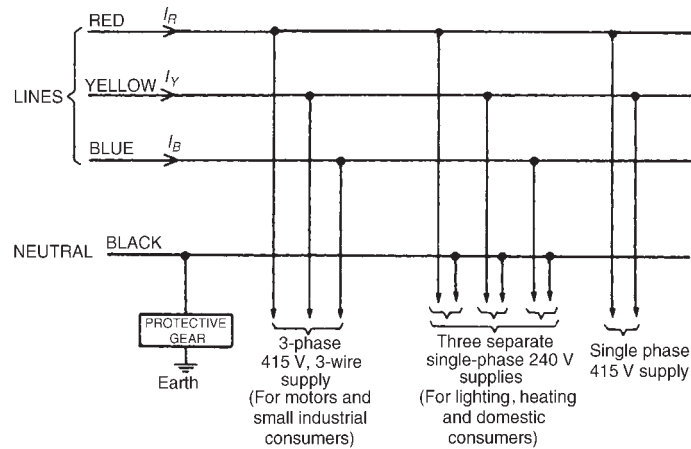 RED I_R
YELLOW I_Y
LINES
BLUE I_B
NEUTRAL BLACK
PROTECTIVE
GEAR
Earth
3-phase
415 V, 3-wire
supply
(For motors and
small industrial
consumers)
Three separate
single-phase 240 V
supplies
(For lighting, heating
and domestic
consumers)
Single phase
415 V supply